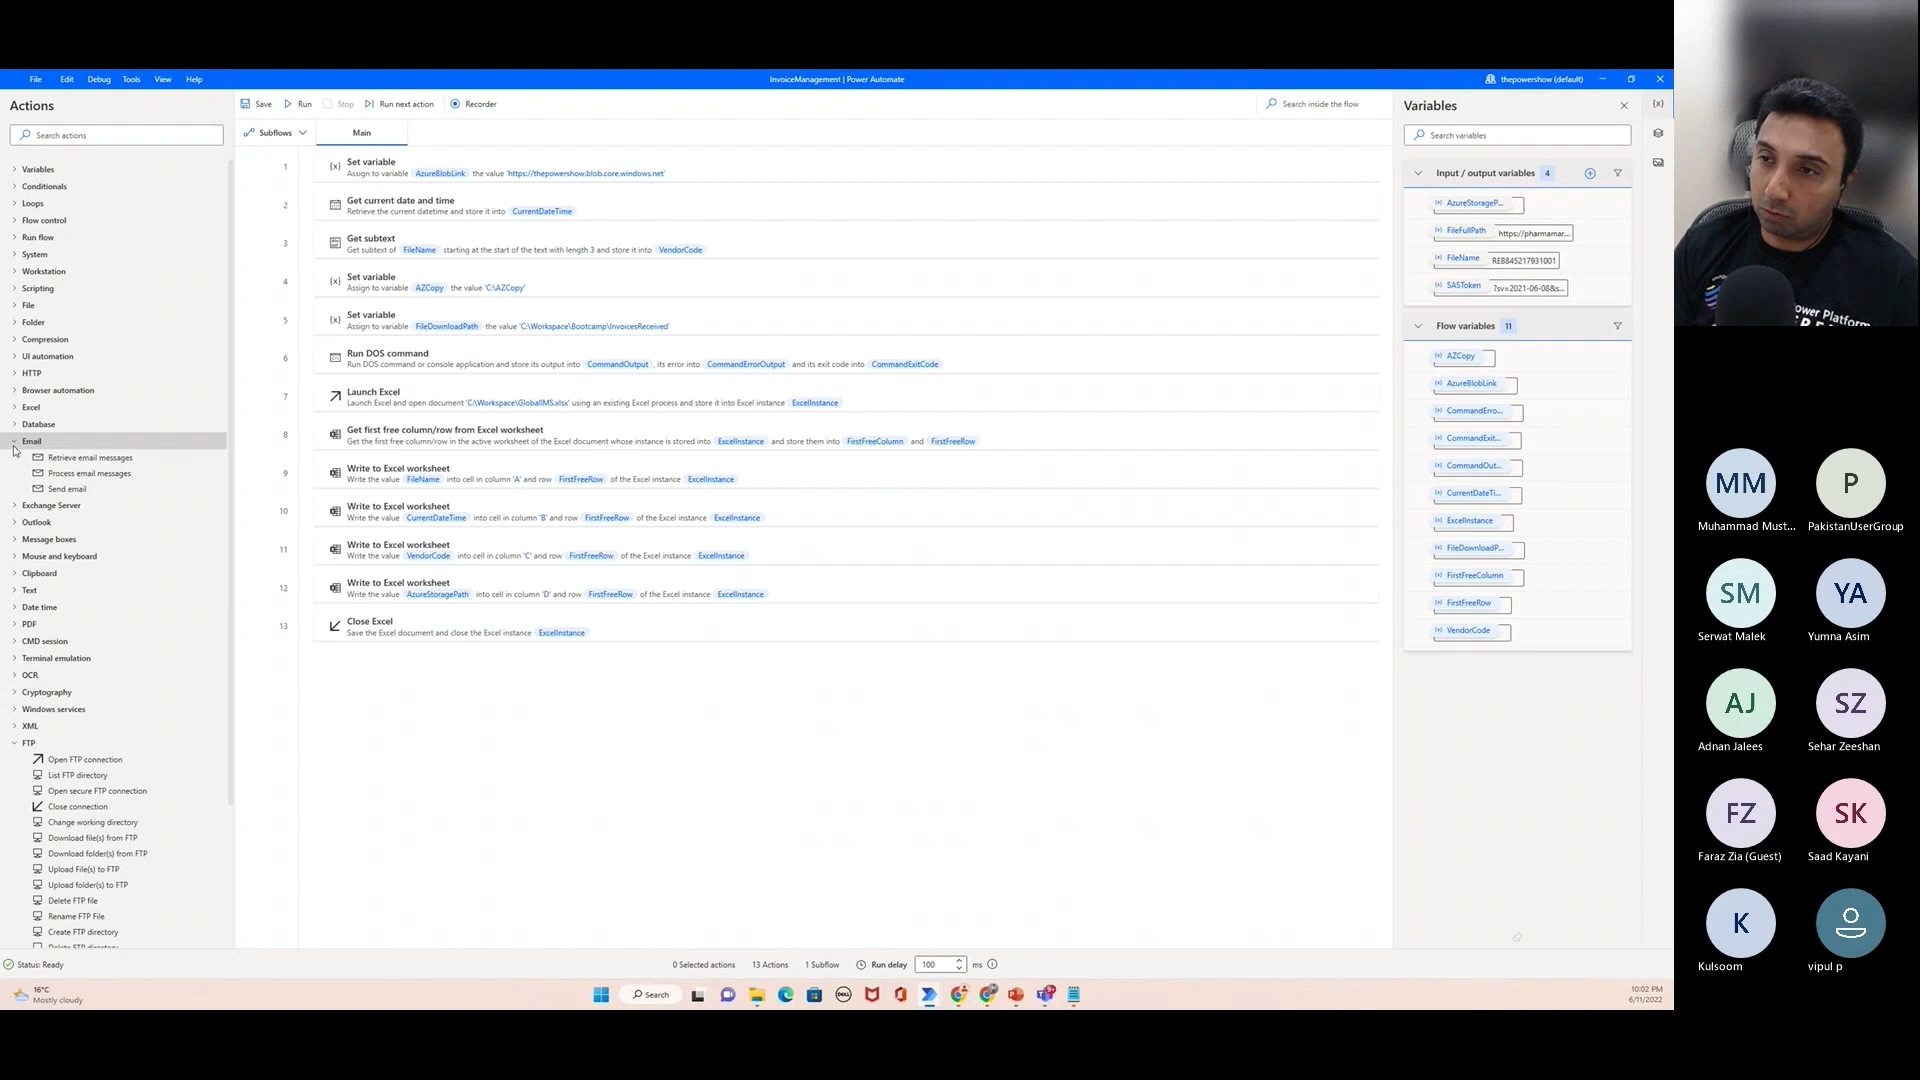 File Edit Debug Tools View Help
InvoiceManagement | Power Automate
thepowershow (default)
Actions
Search actions
Variables
Conditionals
Loops
Flow control
Run flow
System
Workstation
Scripting
File
Folder
Compression
UI automation
HTTP
Browser automation
Excel
Database
Email
Retrieve email messages
Process email messages
Send email
Exchange Server
Outlook
Message boxes
Mouse and keyboard
Clipboard
Text
Date time
PDF
CMD session
Terminal emulation
OCR
Cryptography
Windows services
XML
FTP
Open FTP connection
List FTP directory
Open secure FTP connection
Close connection
Change working directory
Download file(s) from FTP
Download folder(s) from FTP
Upload File(s) to FTP
Upload folder(s) to FTP
Delete FTP file
Rename FTP File
Create FTP directory
Delete FTP directory
Save Run Stop Run next action Recorder
Search inside the flow
Subflows Main
1 Set variable
Assign to variable AzureBlobLink the value 'https://thepowershow.blob.core.windows.net'
2 Get current date and time
Retrieve the current datetime and store it into CurrentDateTime
3 Get subtext
Get subtext of FileName starting at the start of the text with length 3 and store it into VendorCode
4 Set variable
Assign to variable AZCopy the value 'C:\AZCopy'
5 Set variable
Assign to variable FileDownloadPath the value 'C:\Workspace\Bootcamp\InvoicesReceived'
6 Run DOS command
Run DOS command or console application and store its output into CommandOutput , its error into CommandErrorOutput and its exit code into CommandExitCode
7 Launch Excel
Launch Excel and open document 'C:\Workspace\GlobalIMS.xlsx' using an existing Excel process and store it into Excel instance ExcelInstance
8 Get first free column/row from Excel worksheet
Get the first free column/row in the active worksheet of the Excel document whose instance is stored into ExcelInstance and store them into FirstFreeColumn and FirstFreeRow
9 Write to Excel worksheet
Write the value FileName into cell in column 'A' and row FirstFreeRow of the Excel instance ExcelInstance
10 Write to Excel worksheet
Write the value CurrentDateTime into cell in column 'B' and row FirstFreeRow of the Excel instance ExcelInstance
11 Write to Excel worksheet
Write the value VendorCode into cell in column 'C' and row FirstFreeRow of the Excel instance ExcelInstance
12 Write to Excel worksheet
Write the value AzureStoragePath into cell in column 'D' and row FirstFreeRow of the Excel instance ExcelInstance
13 Close Excel
Save the Excel document and close the Excel instance ExcelInstance
Variables
{x}
Search variables
Input / output variables 4
AzureStorageP...
FileFullPath https://pharmamar...
FileName REB845217931001
SASToken ?sv=2021-06-08&s...
Flow variables 11
AZCopy
AzureBlobLink
CommandErro...
CommandExit...
CommandOut...
CurrentDateTi...
ExcelInstance
FileDownloadP...
FirstFreeColumn
FirstFreeRow
VendorCode
Status: Ready
0 Selected actions 13 Actions 1 Subflow Run delay 100 ms
16°C
Mostly cloudy
Search
DELL
10:02 PM
6/11/2022
ower Platform
MM P
Muhammad Must... PakistanUserGroup
SM YA
Serwat Malek Yumna Asim
AJ SZ
Adnan Jalees Sehar Zeeshan
FZ SK
Faraz Zia (Guest) Saad Kayani
K
Kulsoom vipul p